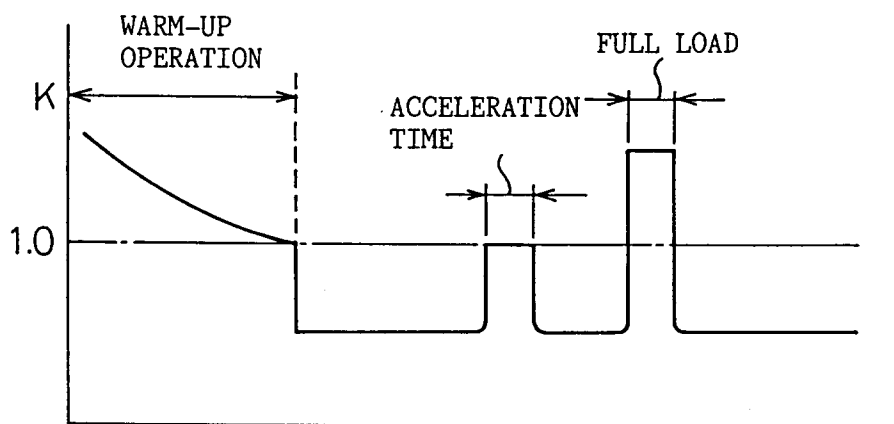 WARM-UP
OPERATION
FULL LOAD
K
ACCELERATION
TIME
1.0